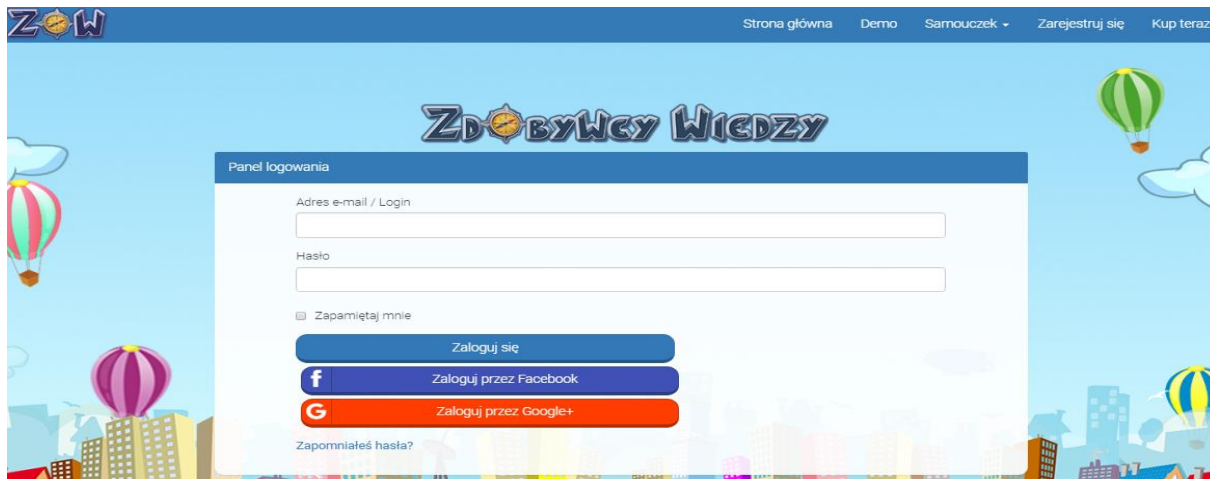 ZW
Strona główna Demo Samouczek Zarejestruj się Kup teraz
ZDOBYWCY WIEDZY
Panel logowania
Adres e-mail / Login
Hasło
Zapamiętaj mnie
Zaloguj się
f Zaloguj przez Facebook
G Zaloguj przez Google+
Zapomniałeś hasła?